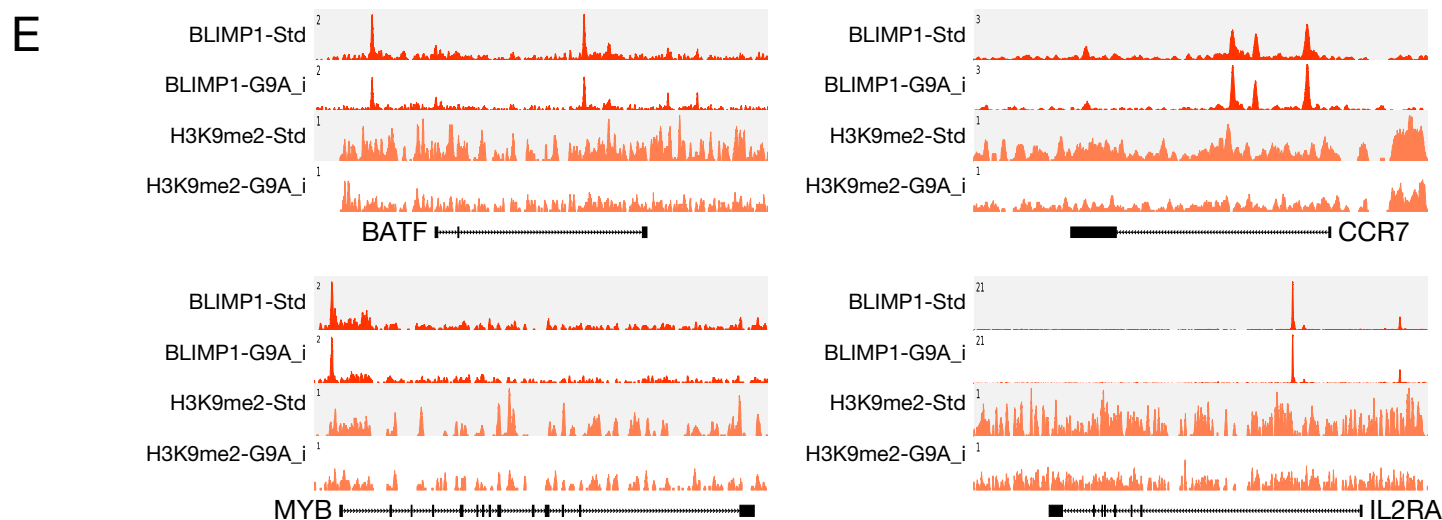 E
BLIMP1-Std
2
BLIMP1-G9A_i
2
H3K9me2-Std
1
H3K9me2-G9A_i
1
BATF
BLIMP1-Std
3
BLIMP1-G9A_i
3
H3K9me2-Std
1
H3K9me2-G9A_i
1
CCR7
BLIMP1-Std
2
BLIMP1-G9A_i
2
H3K9me2-Std
1
H3K9me2-G9A_i
1
MYB
BLIMP1-Std
21
BLIMP1-G9A_i
21
H3K9me2-Std
1
H3K9me2-G9A_i
1
IL2RA